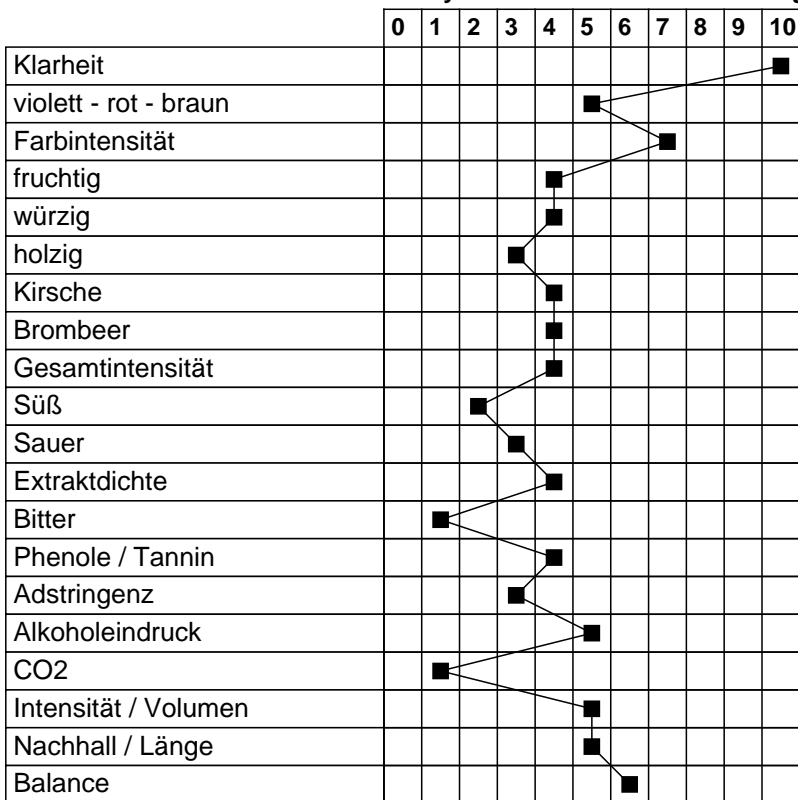 0 1 2 3 4 5 6 7 8 9 10
Klarheit
violett - rot - braun
Farbintensität
fruchtig
würzig
holzig
Kirsche
Brombeer
Gesamtintensität
Süß
Sauer
Extraktdichte
Bitter
Phenole / Tannin
Adstringenz
Alkoholeindruck
CO2
Intensität / Volumen
Nachhall / Länge
Balance